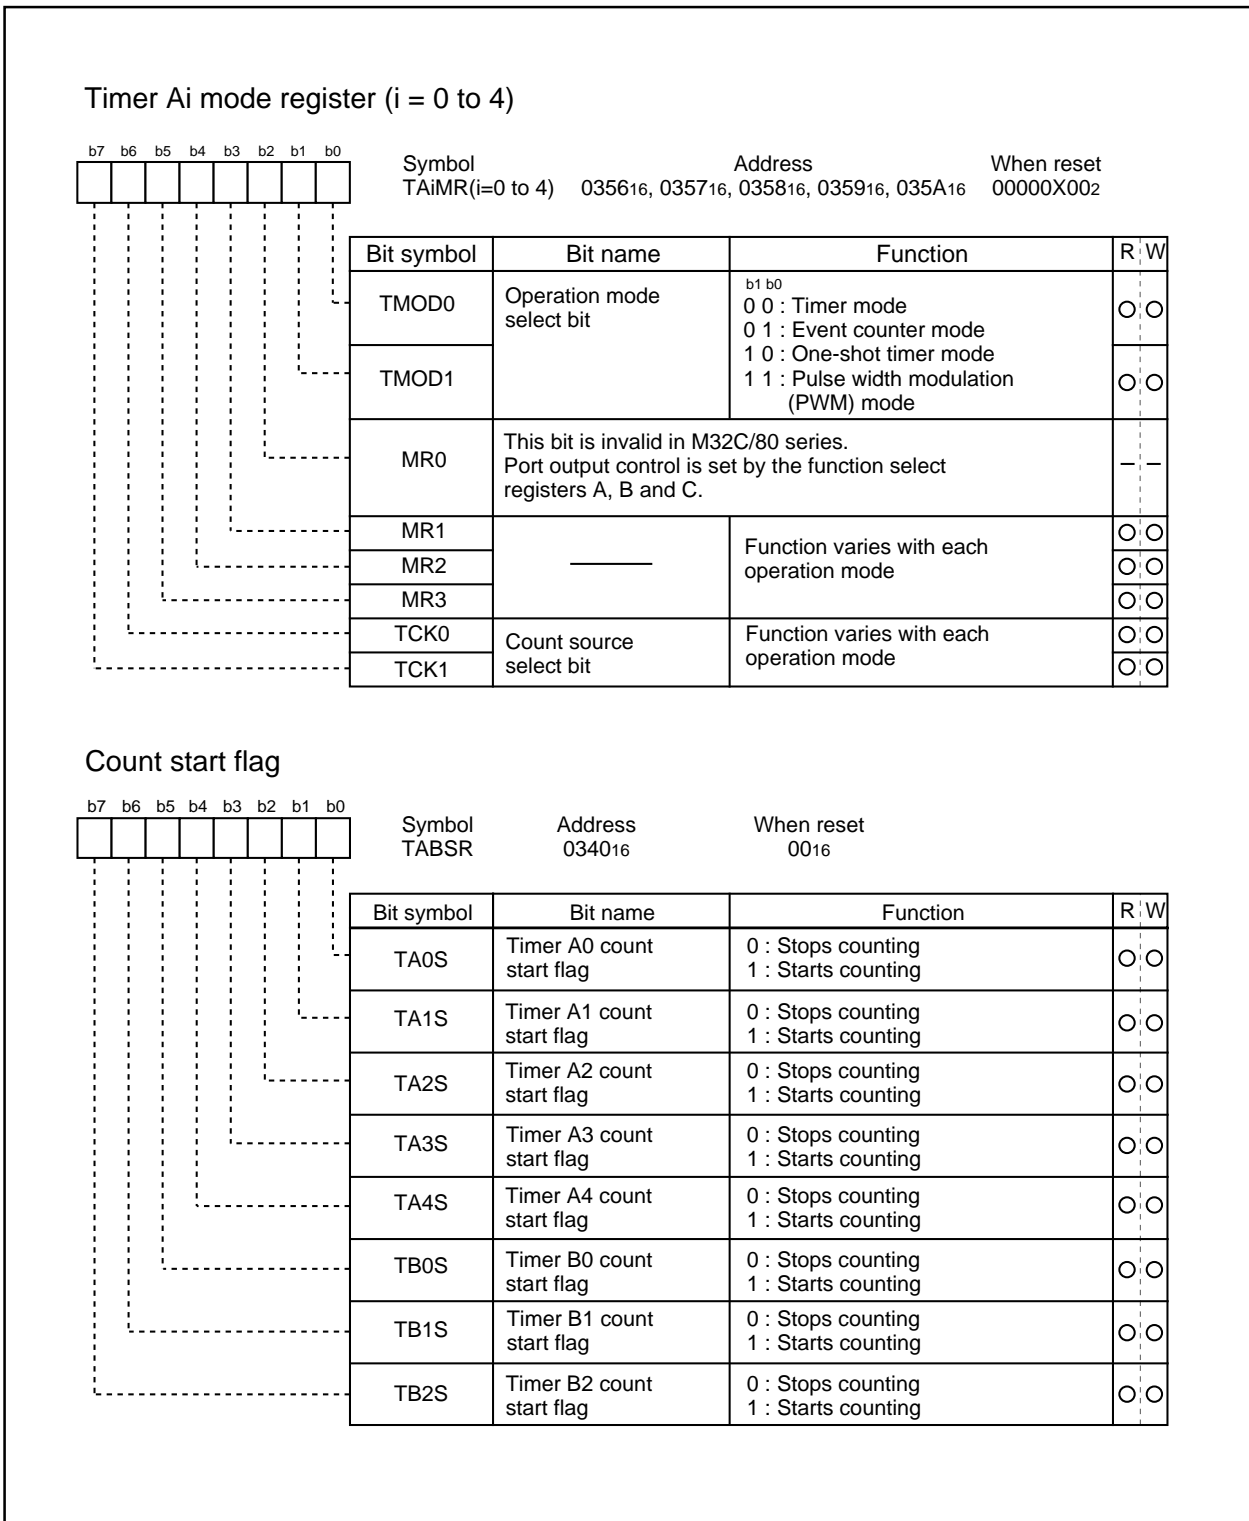 Timer Ai mode register (i = 0 to 4)
b7 b6 b5 b4 b3 b2 b1 b0
Symbol Address When reset
TAiMR(i=0 to 4) 035616, 035716, 035816, 035916, 035A16 00000X002
Bit symbol Bit name Function R W
TMOD0 Operation mode select bit b1 b0
0 0 : Timer mode
0 1 : Event counter mode
1 0 : One-shot timer mode
TMOD1 1 1 : Pulse width modulation
(PWM) mode
MR0 This bit is invalid in M32C/80 series.
Port output control is set by the function select
registers A, B and C.
MR1 Function varies with each
MR2 operation mode
MR3
TCK0 Count source Function varies with each
TCK1 select bit operation mode
Count start flag
b7 b6 b5 b4 b3 b2 b1 b0
Symbol Address When reset
TABSR 034016 0016
Bit symbol Bit name Function R W
TA0S Timer A0 count 0 : Stops counting
start flag 1 : Starts counting
TA1S Timer A1 count 0 : Stops counting
start flag 1 : Starts counting
TA2S Timer A2 count 0 : Stops counting
start flag 1 : Starts counting
TA3S Timer A3 count 0 : Stops counting
start flag 1 : Starts counting
TA4S Timer A4 count 0 : Stops counting
start flag 1 : Starts counting
TB0S Timer B0 count 0 : Stops counting
start flag 1 : Starts counting
TB1S Timer B1 count 0 : Stops counting
start flag 1 : Starts counting
TB2S Timer B2 count 0 : Stops counting
start flag 1 : Starts counting